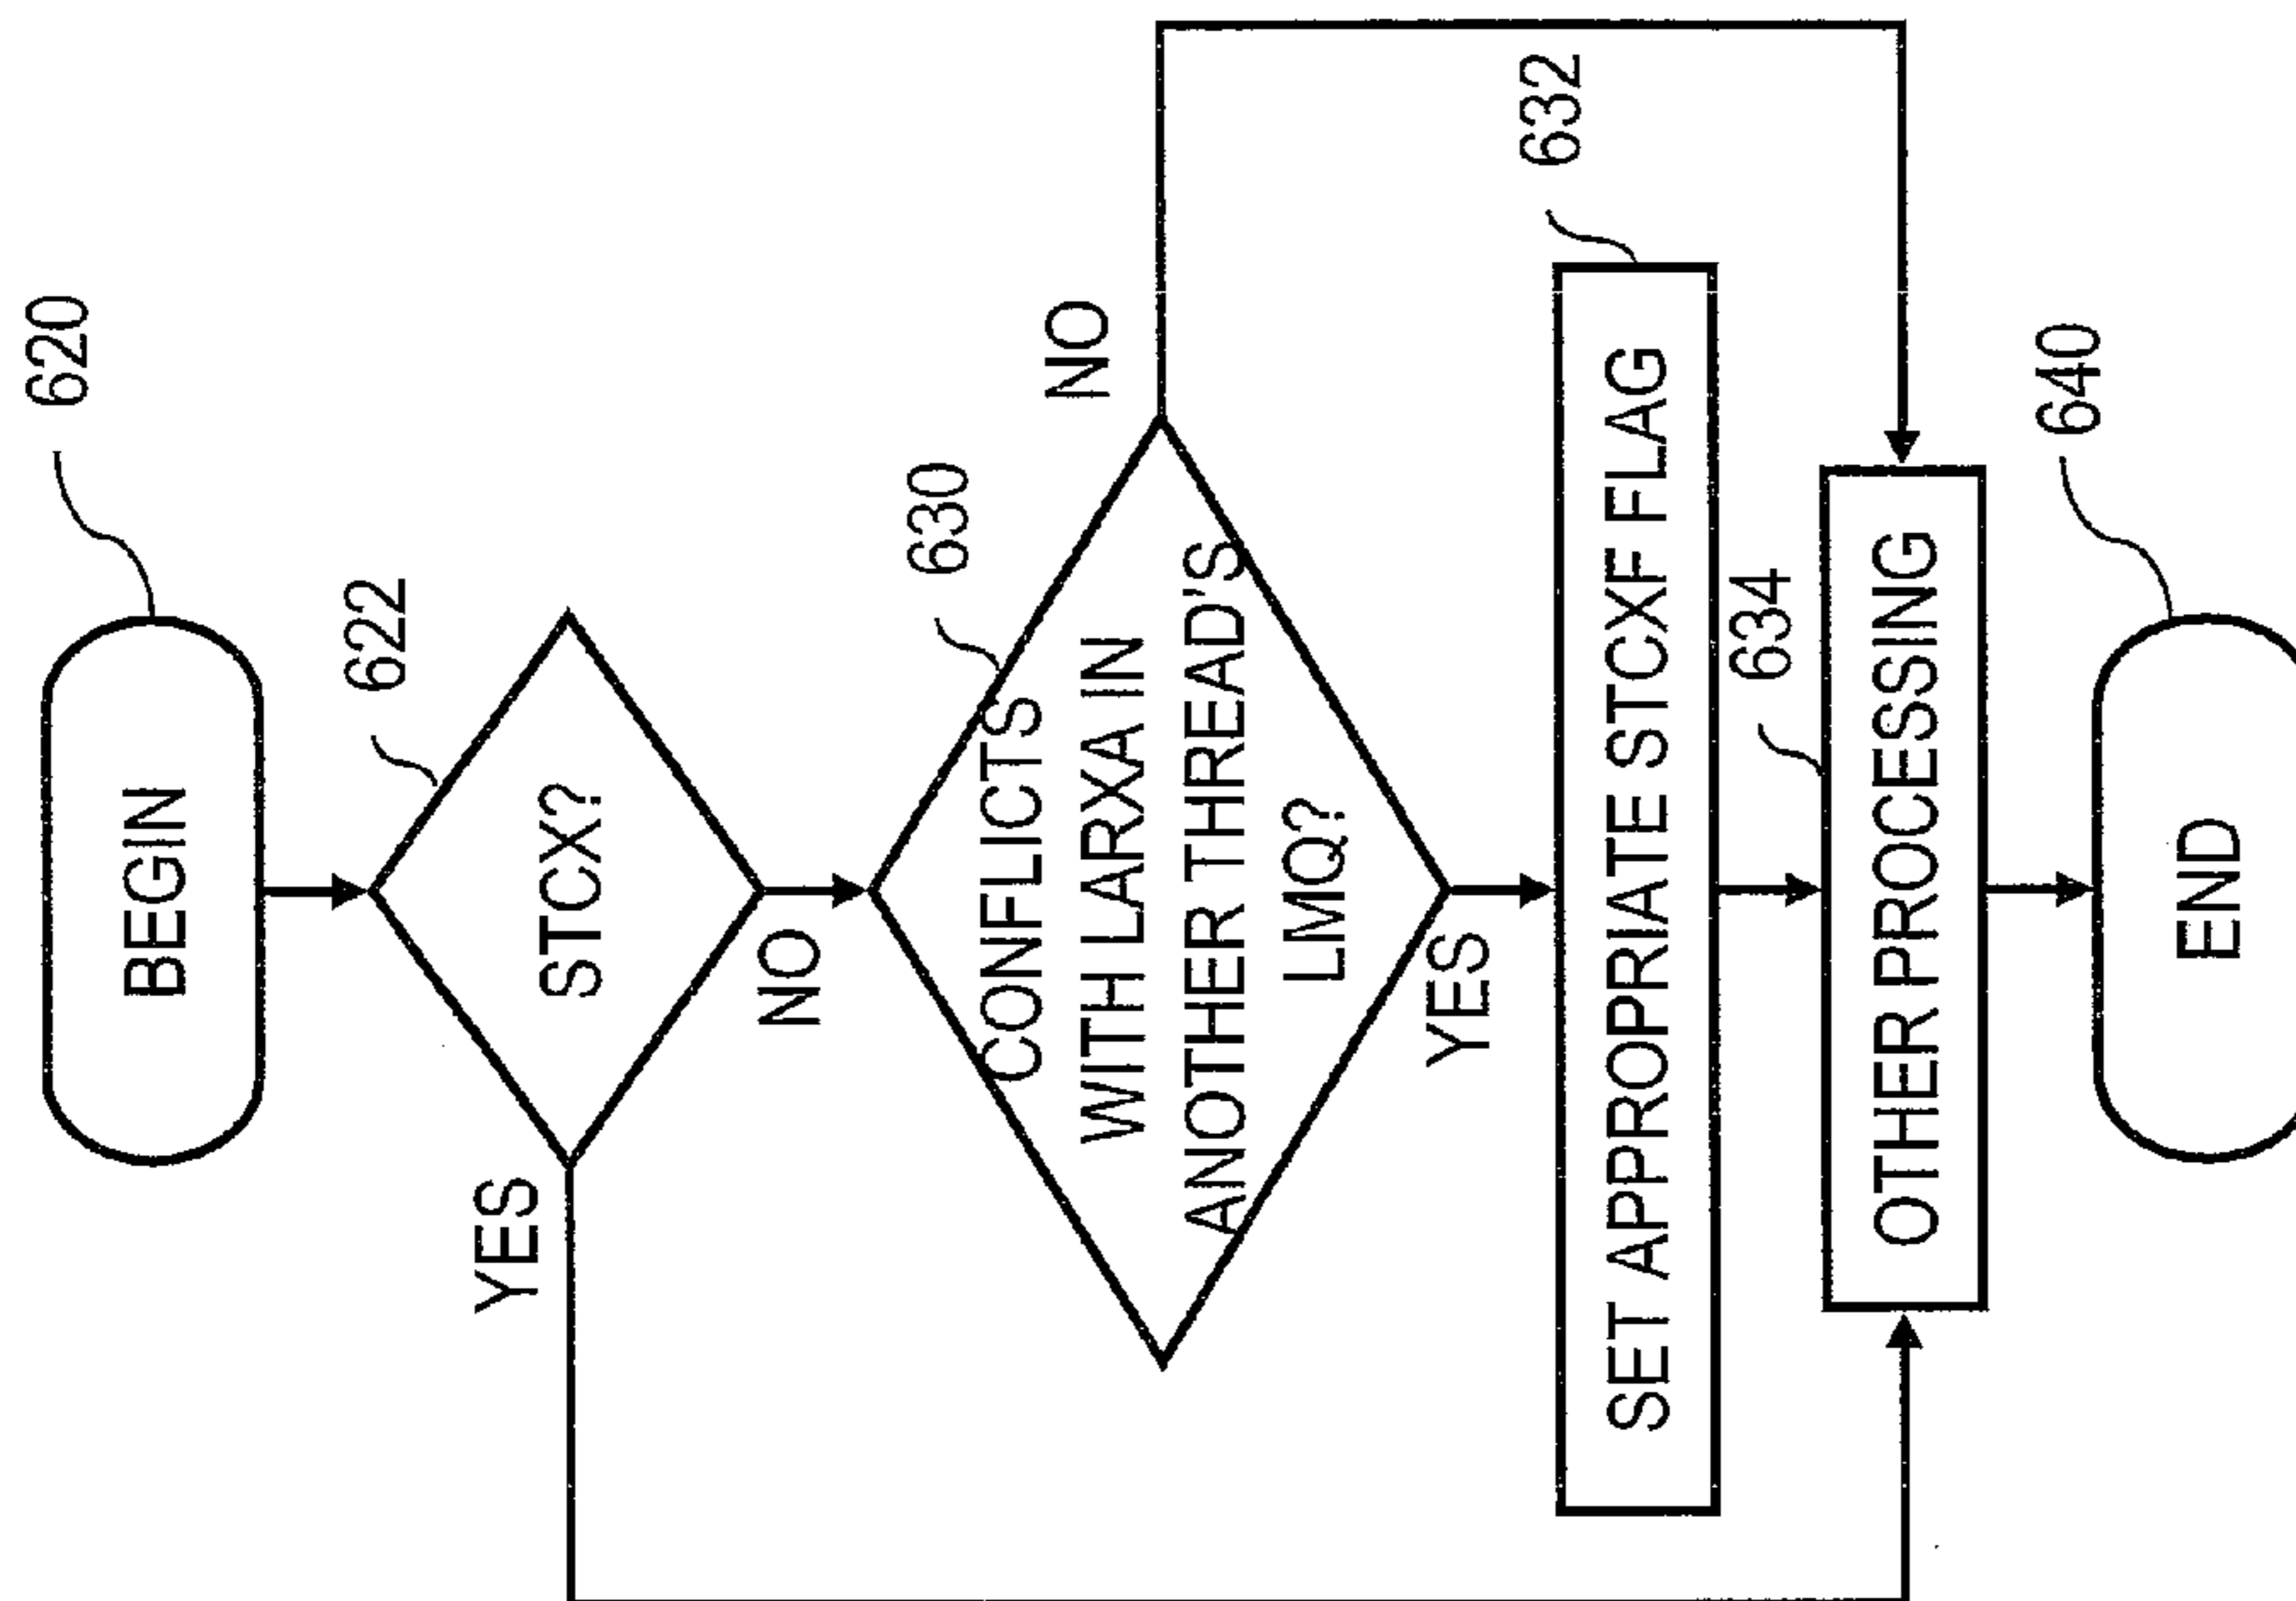 620
BEGIN
622
STCX?
YES
NO
630
CONFLICTS
WITH LARXA IN
ANOTHER THREAD'S
LMQ?
NO
YES
632
SET APPROPRIATE STCXF FLAG
634
OTHER PROCESSING
640
END